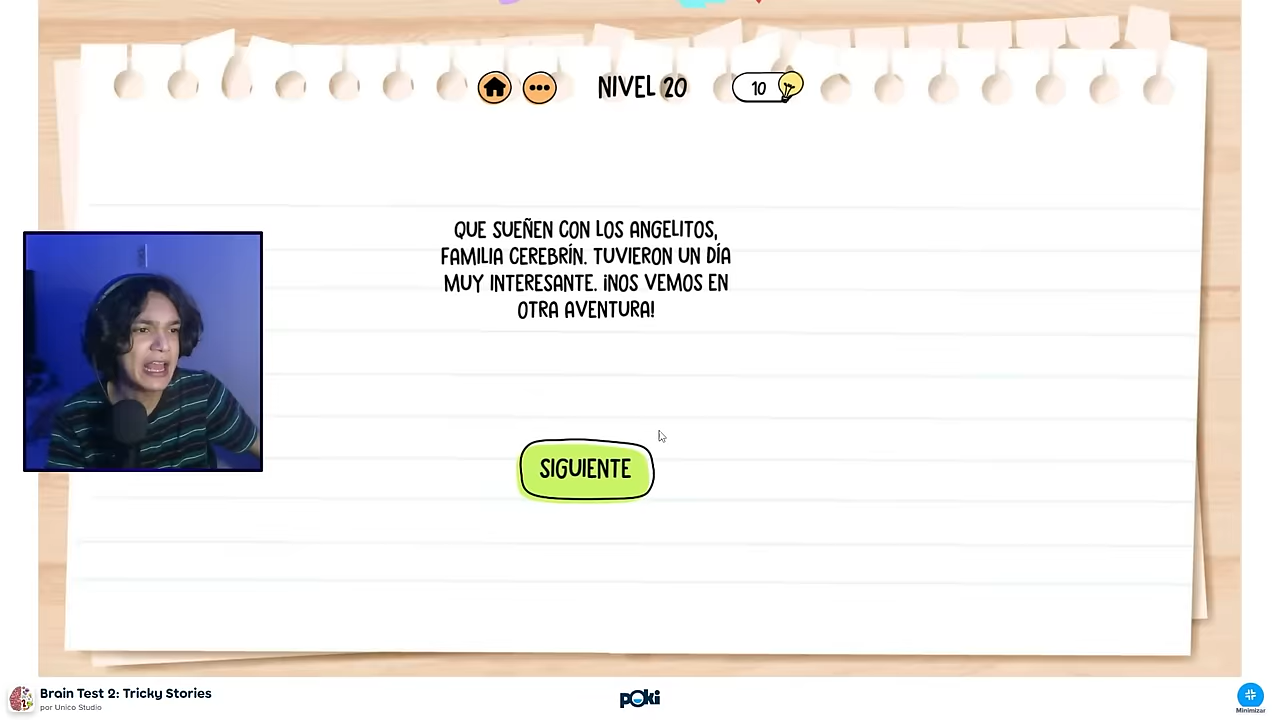 NIVEL 20
10
QUE SUEÑEN CON LOS ANGELITOS,
FAMILIA CEREBRÍN. TUVIERON UN DÍA
MUY INTERESANTE. ¡NOS VEMOS EN
OTRA AVENTURA!
SIGUIENTE
Brain Test 2: Tricky Stories
por Unico Studio
poki
Minimizar